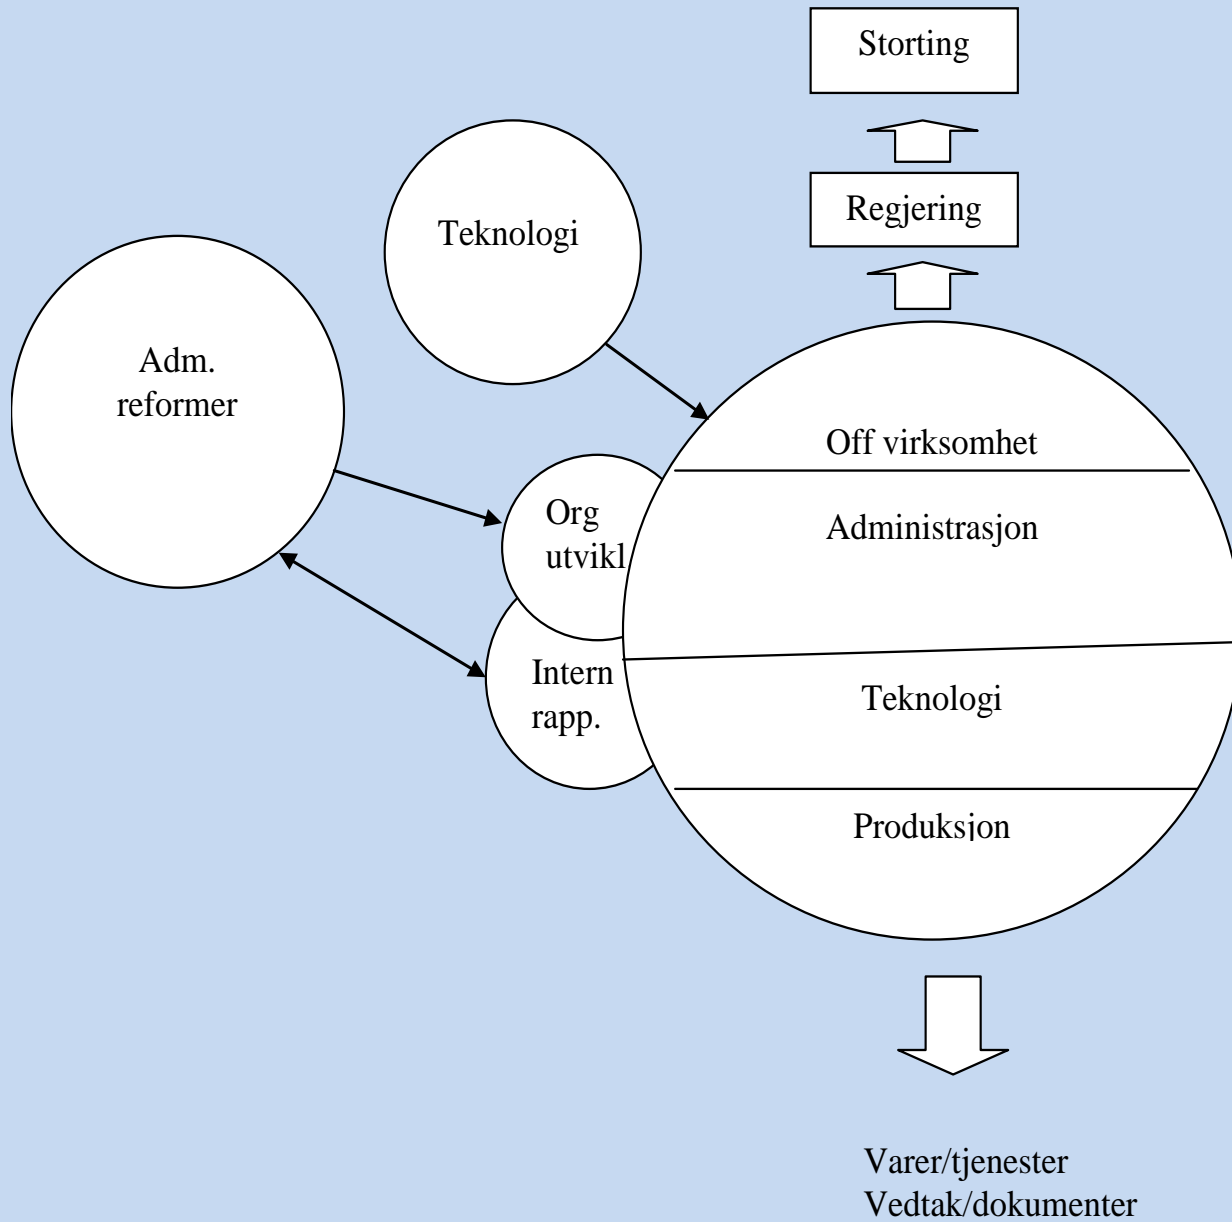 Storting
Regjering
Teknologi
Adm.
reformer
Off virksomhet
Org
utvikl
Administrasjon
Intern
rapp.
Teknologi
Produksjon
Varer/tjenester
Vedtak/dokumenter